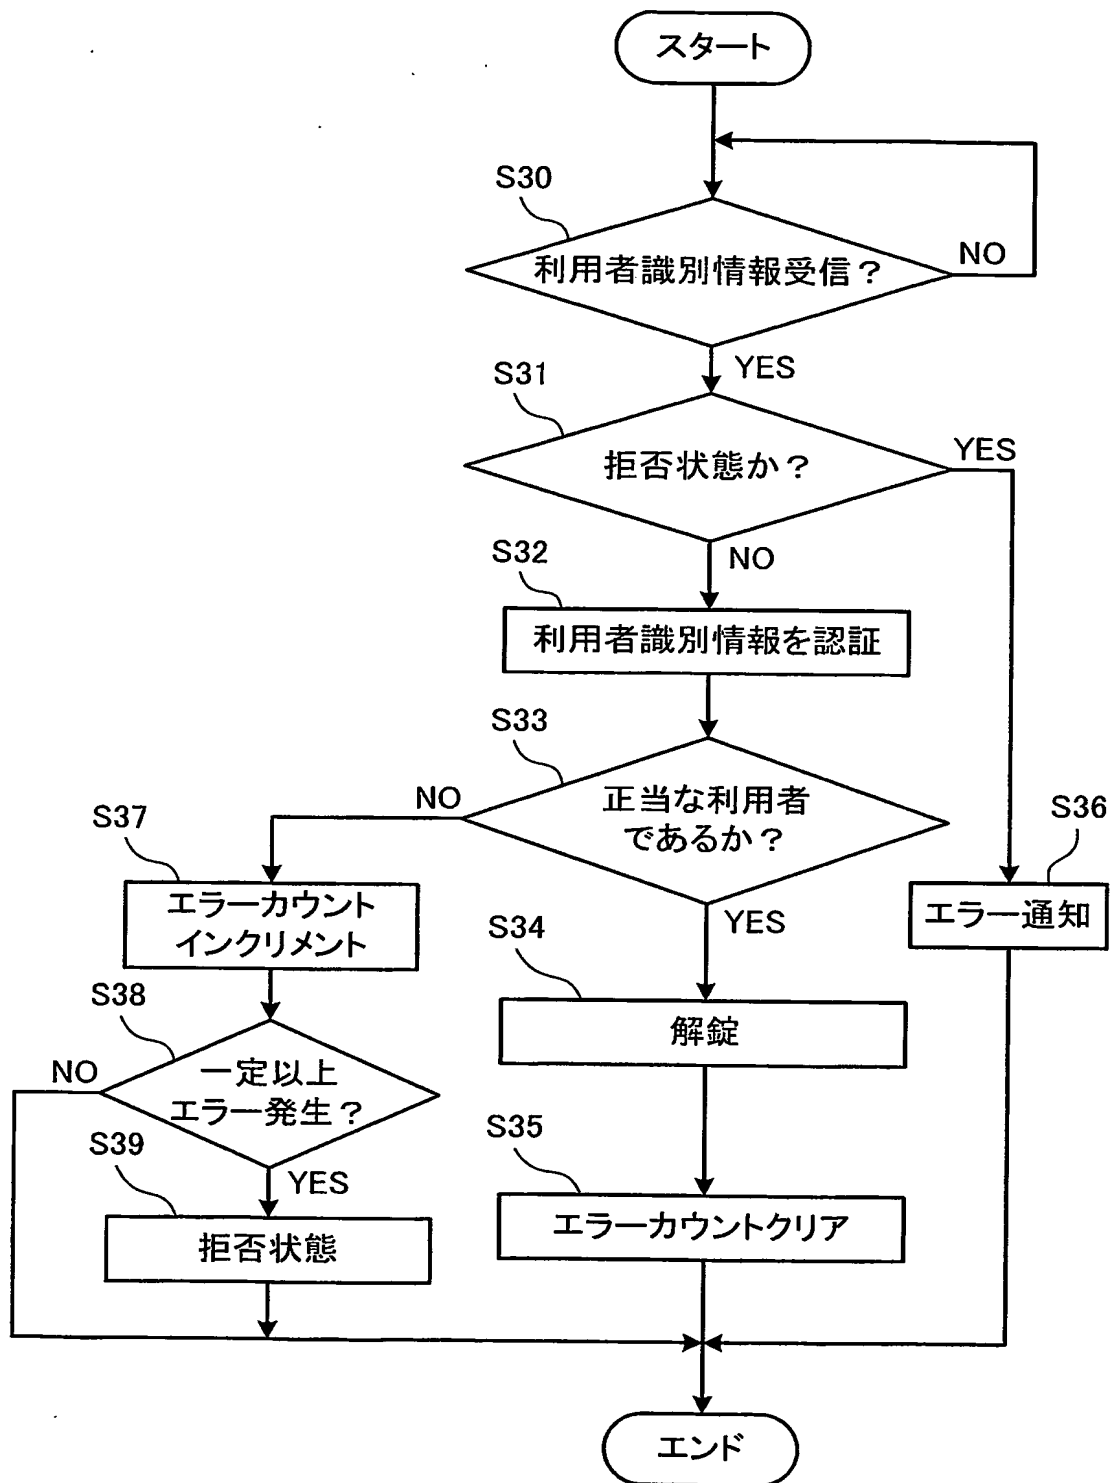 スタート
S30
利用者識別情報受信?
NO
YES
S31
拒否状態か?
YES
NO
S32
利用者識別情報を認証
S33
正当な利用者
であるか?
NO
YES
S37
エラーカウント
インクリメント
S36
エラー通知
S34
解錠
S38
一定以上
エラー発生?
NO
YES
S35
エラーカウントクリア
S39
拒否状態
エンド